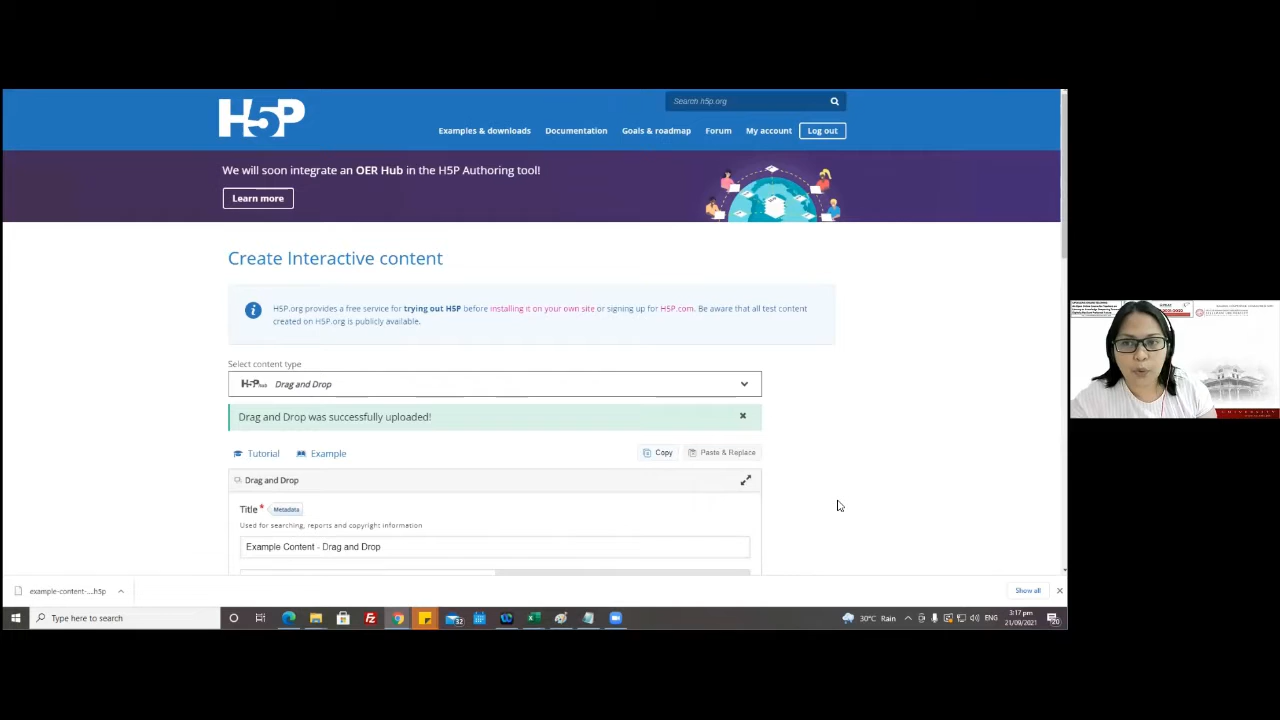 H5P
Search h5p.org
Examples & downloads Documentation Goals & roadmap Forum My account Log out
We will soon integrate an OER Hub in the H5P Authoring tool!
Learn more
Create Interactive content
H5P.org provides a free service for trying out H5P before installing it on your own site or signing up for H5P.com. Be aware that all test content
created on H5P.org is publicly available.
Select content type
H5P hub Drag and Drop
Drag and Drop was successfully uploaded!
Tutorial Example Copy Paste & Replace
Drag and Drop
Title * Metadata
Used for searching, reports and copyright information
Example Content - Drag and Drop
example-content-....h5p Show all
Type here to search
32
30°C Rain
ENG
3:17 pm
21/09/2021
20
UNIVERSITY